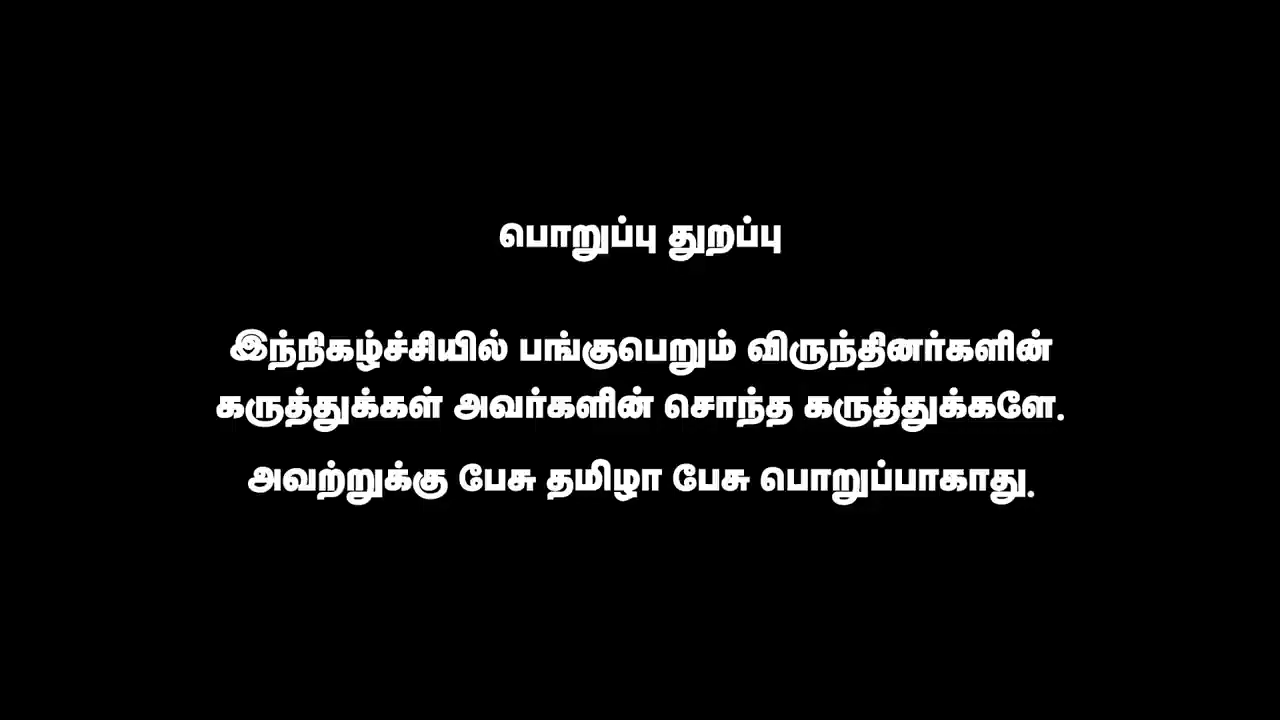 பொறுப்பு துறப்பு
இந்நிகழ்ச்சியில் பங்குபெறும் விருந்தினர்களின்
கருத்துக்கள் அவர்களின் சொந்த கருத்துக்களே.
அவற்றுக்கு பேசு தமிழா பேசு பொறுப்பாகாது.